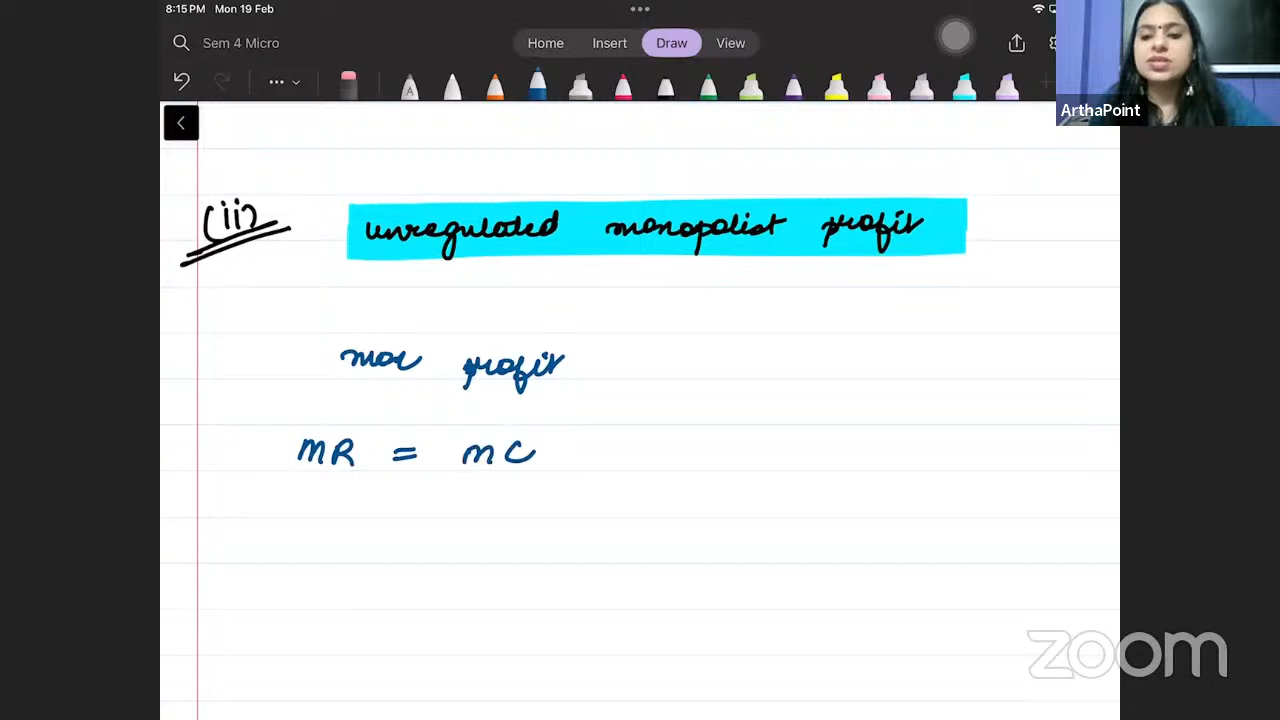 8:15 PM Mon 19 Feb
Sem 4 Micro
Home Insert Draw View
A
ArthaPoint
(ii) unregulated monopolist profit
max profit
MR = MC
zoom